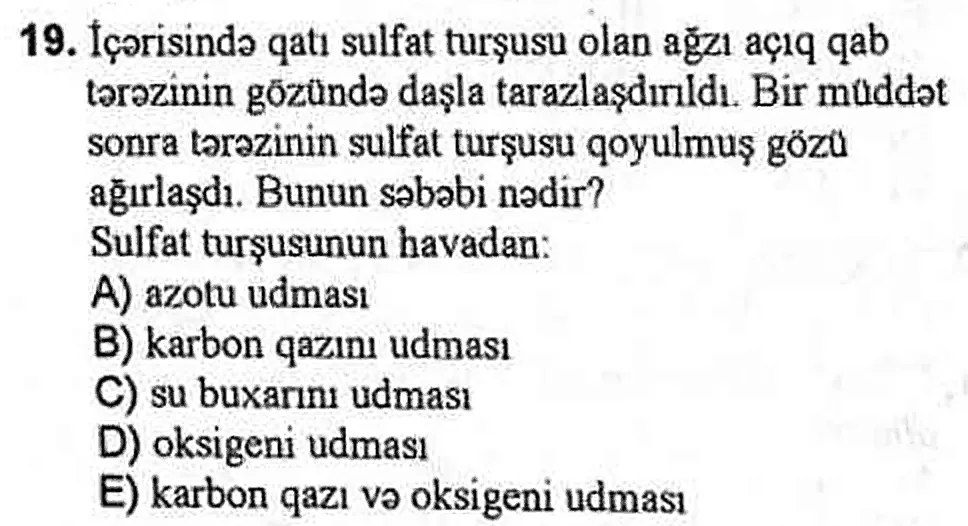 19. İçərisində qatı sulfat turşusu olan ağzı açıq qab
tərəzinin gözündə daşla tarazlaşdırıldı. Bir müddət
sonra tərəzinin sulfat turşusu qoyulmuş gözü
ağırlaşdı. Bunun səbəbi nədir?
Sulfat turşusunun havadan:
A) azotu udması
B) karbon qazını udması
C) su buxarını udması
D) oksigeni udması
E) karbon qazı və oksigeni udması